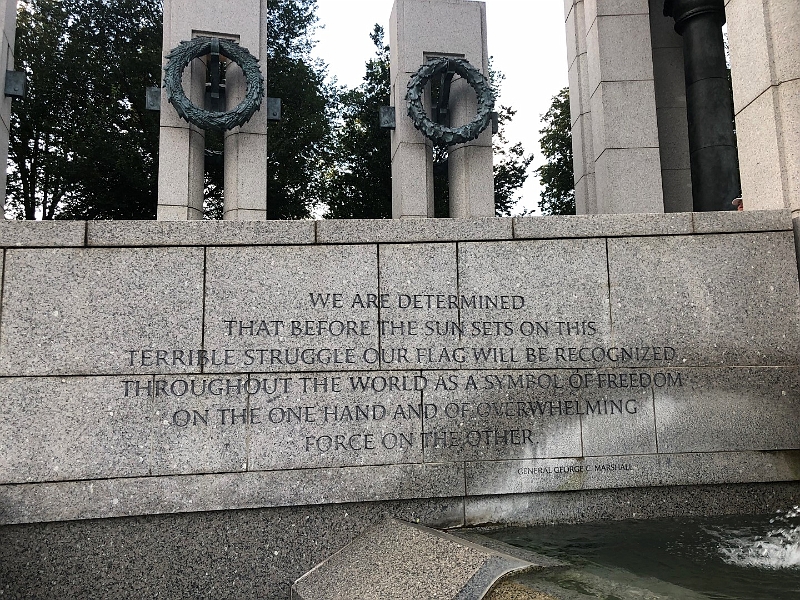 WE ARE DETERMINED
THAT BEFORE THE SUN SETS ON THIS
TERRIBLE STRUGGLE OUR FLAG WILL BE RECOGNIZED
THROUGHOUT THE WORLD AS A SYMBOL OF FREEDOM
ON THE ONE HAND AND OF OVERWHELMING
FORCE ON THE OTHER.
GENERAL GEORGE C. MARSHALL